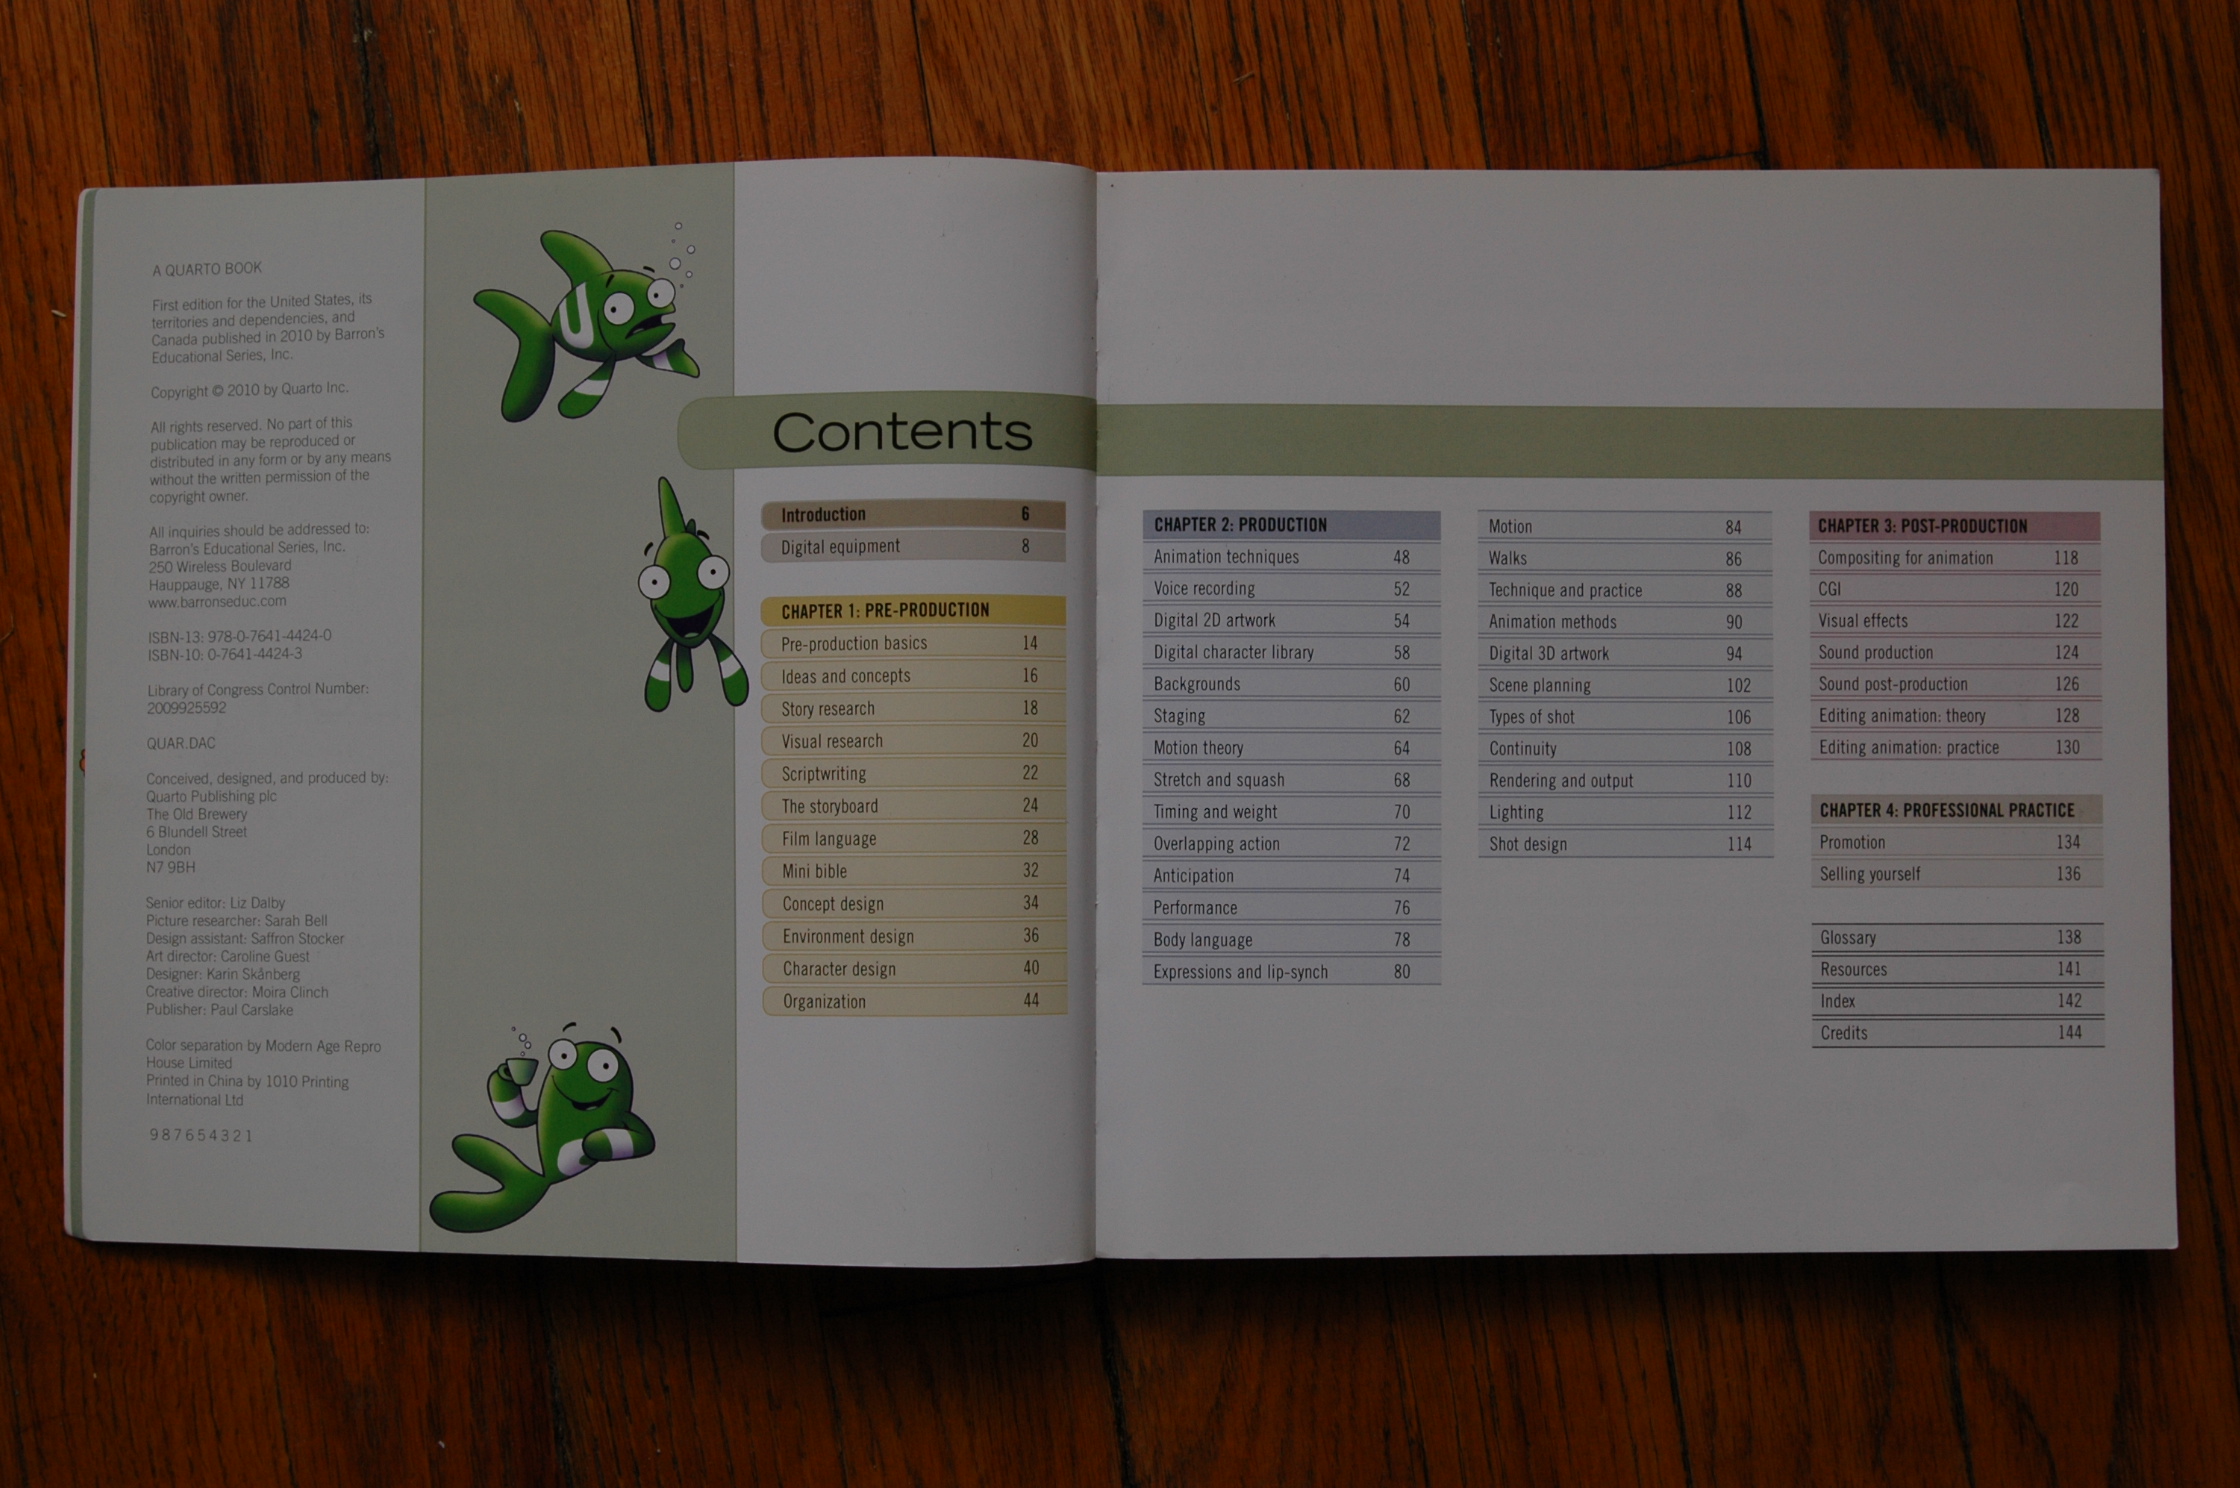 A QUARTO BOOK
First edition for the United States, its
territories and dependencies, and
Canada published in 2010 by Barron's
Educational Series, Inc.
Copyright © 2010 by Quarto Inc.
All rights reserved. No part of this
publication may be reproduced or
distributed in any form or by any means
without the written permission of the
copyright owner.
All inquiries should be addressed to:
Barron's Educational Series, Inc.
250 Wireless Boulevard
Hauppauge, NY 11788
www.barronseduc.com
ISBN-13: 978-0-7641-4424-0
ISBN-10: 0-7641-4424-3
Library of Congress Control Number:
2009925592
QUAR.DAC
Conceived, designed, and produced by:
Quarto Publishing plc
The Old Brewery
6 Blundell Street
London
N7 9BH
Senior editor: Liz Dalby
Picture researcher: Sarah Bell
Design assistant: Saffron Stocker
Art director: Caroline Guest
Designer: Karin Skånberg
Creative director: Moira Clinch
Publisher: Paul Carslake
Color separation by Modern Age Repro
House Limited
Printed in China by 1010 Printing
International Ltd
9 8 7 6 5 4 3 2 1
U
Contents
Introduction 6
Digital equipment 8
CHAPTER 1: PRE-PRODUCTION
Pre-production basics 14
Ideas and concepts 16
Story research 18
Visual research 20
Scriptwriting 22
The storyboard 24
Film language 28
Mini bible 32
Concept design 34
Environment design 36
Character design 40
Organization 44
CHAPTER 2: PRODUCTION
Animation techniques 48
Voice recording 52
Digital 2D artwork 54
Digital character library 58
Backgrounds 60
Staging 62
Motion theory 64
Stretch and squash 68
Timing and weight 70
Overlapping action 72
Anticipation 74
Performance 76
Body language 78
Expressions and lip-synch 80
Motion 84
Walks 86
Technique and practice 88
Animation methods 90
Digital 3D artwork 94
Scene planning 102
Types of shot 106
Continuity 108
Rendering and output 110
Lighting 112
Shot design 114
CHAPTER 3: POST-PRODUCTION
Compositing for animation 118
CGI 120
Visual effects 122
Sound production 124
Sound post-production 126
Editing animation: theory 128
Editing animation: practice 130
CHAPTER 4: PROFESSIONAL PRACTICE
Promotion 134
Selling yourself 136
Glossary 138
Resources 141
Index 142
Credits 144